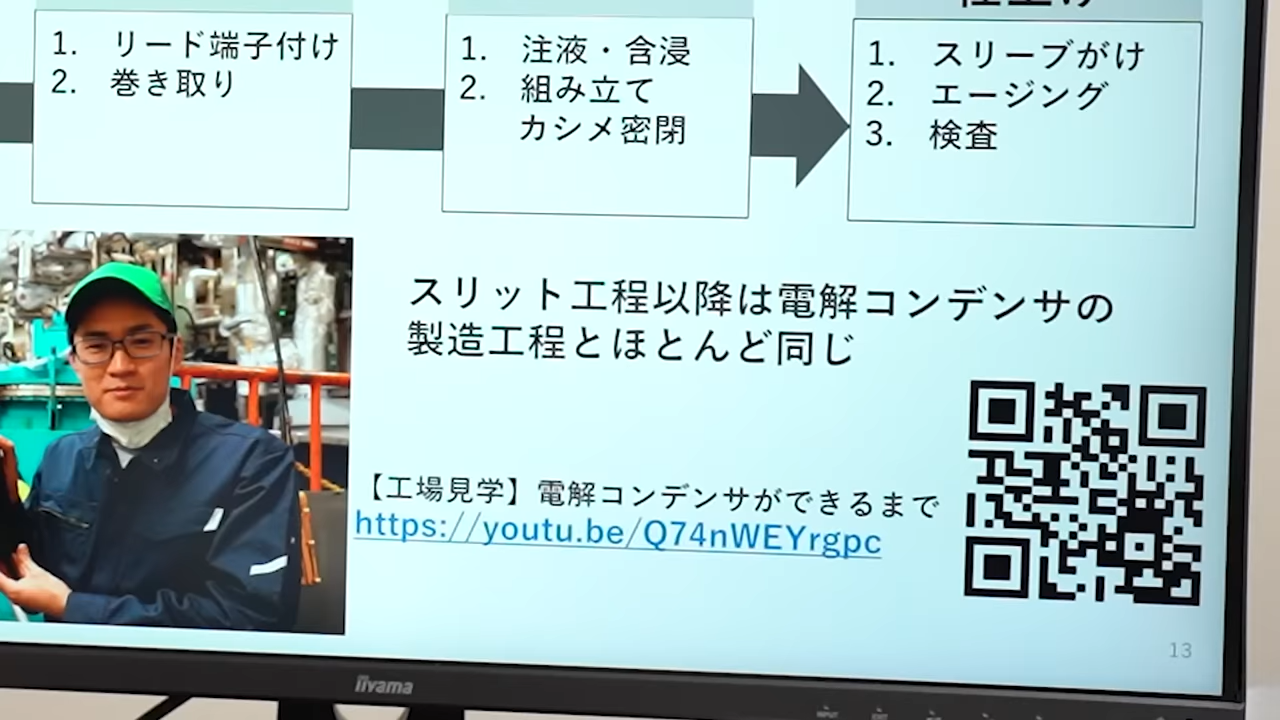 1. リード端子付け
2. 巻き取り
1. 注液・含浸
2. 組み立て
カシメ密閉
1. スリーブがけ
2. エージング
3. 検査
スリット工程以降は電解コンデンサの
製造工程とほとんど同じ
【工場見学】電解コンデンサができるまで
https://youtu.be/Q74nWEYrgpc
13
iiyama